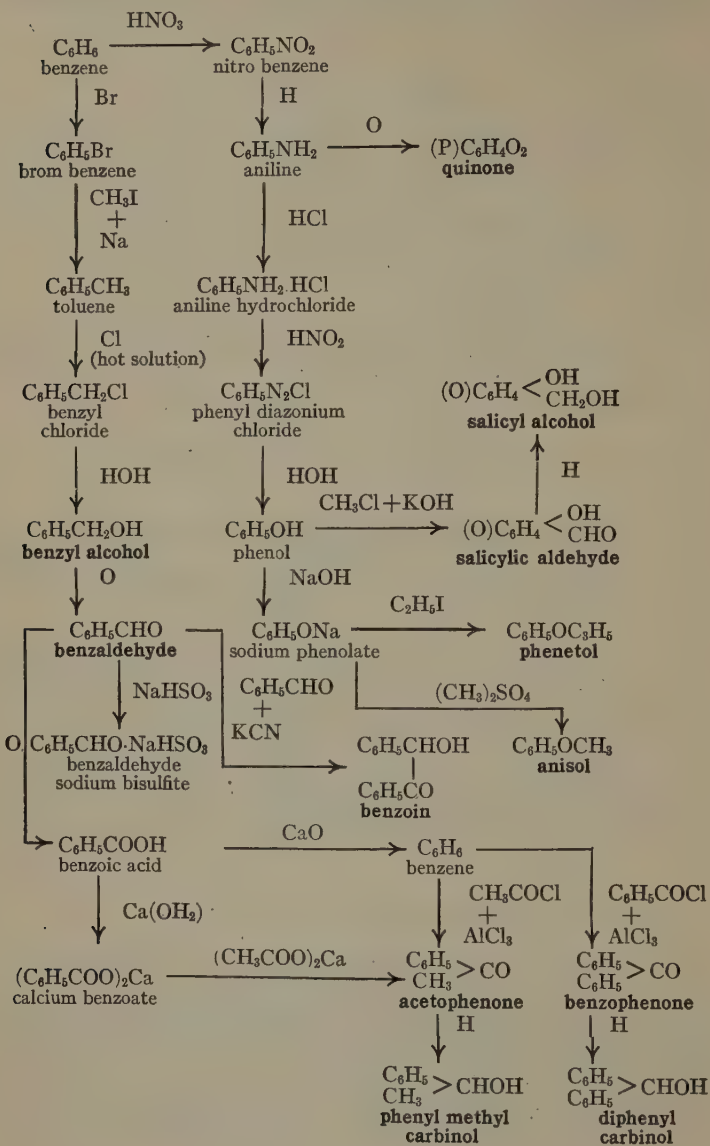 HNO₃
C₆H₆ C₆H₅NO₂
benzene nitro benzene
Br H
O
C₆H₅Br C₆H₅NH₂ (P)C₆H₄O₂
brom benzene aniline quinone
CH₃I
+
Na
HCl
C₆H₅CH₃ C₆H₅NH₂.HCl
toluene aniline hydrochloride
Cl HNO₂
(hot solution)
C₆H₅CH₂Cl C₆H₅N₂Cl (O)C₆H₄< OH
CH₂OH
benzyl phenyl diazonium salicyl alcohol
chloride chloride
H
HOH HOH
CH₃Cl+KOH
C₆H₅CH₂OH C₆H₅OH (O)C₆H₄< OH
CHO
benzyl alcohol phenol salicylic aldehyde
O NaOH
C₂H₅I
C₆H₅CHO C₆H₅ONa C₆H₅OC₃H₅
benzaldehyde sodium phenolate phenetol
NaHSO₃ C₆H₅CHO (CH₃)₂SO₄
+
KCN
O C₆H₅CHO·NaHSO₃ C₆H₅CHOH C₆H₅OCH₃
benzaldehyde anisol
sodium bisulfite C₆H₅CO
benzoin
CaO
C₆H₅COOH C₆H₆
benzoic acid benzene
Ca(OH₂) CH₃COCl C₆H₅COCl
+ +
AlCl₃ AlCl₃
(CH₃COO)₂Ca
C₆H₅ C₆H₅
(C₆H₅COO)₂Ca >CO >CO
CH₃ C₆H₅
calcium benzoate acetophenone benzophenone
H H
C₆H₅ C₆H₅
>CHOH >CHOH
CH₃ C₆H₅
phenyl methyl diphenyl
carbinol carbinol